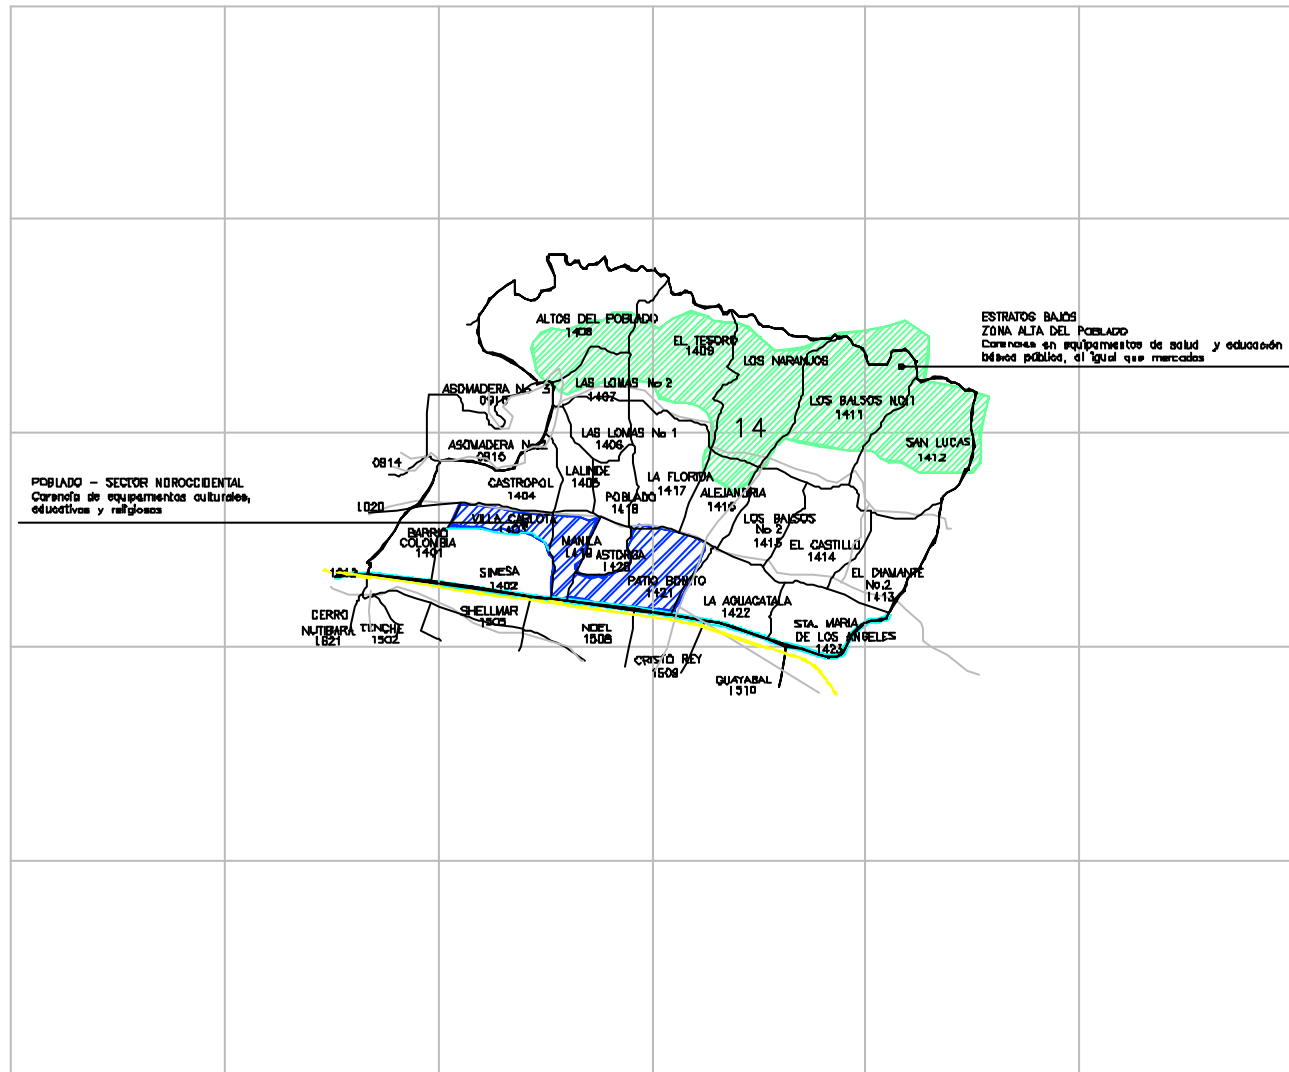 ALTOS DEL POBLADO
1408
EL TESORO
1409
LOS NARANJOS
ESTRATOS BAJOS
ZONA ALTA DEL POBLADO
Carencias en equipamientos de salud y educación
básica pública, al igual que mercados
ASOMADERA No. 3
LAS LOMAS No 2
1407
LOS BALSOS NO.1
1411
14
LAS LOMAS No 1
1406
ASOMADERA No 2
0915
SAN LUCAS
1412
0814
LALINDE
1405
LA FLORIDA
1417
CASTROPOL
1404
POBLADO
1418
ALEJANDRIA
1416
POBLADO - SECTOR NOROCCIDENTAL
Carencia de equipamientos culturales,
educativos y religiosos
1020
VILLA CARLOTA
1403
LOS BALSOS
No 2
1415
BARRIO
COLOMBIA
1401
MANILA
1419
ASTORGA
1420
EL CASTILLO
1414
SIMESA
1402
PATIO BONITO
1421
EL DIAMANTE
No.2
1413
LA AGUACATALA
1422
CERRO
NUTIBARA
1621
TENCHE
1502
SHELLMAR
1505
NOEL
1508
STA. MARIA
DE LOS ANGELES
1423
CRISTO REY
1509
GUAYABAL
1510